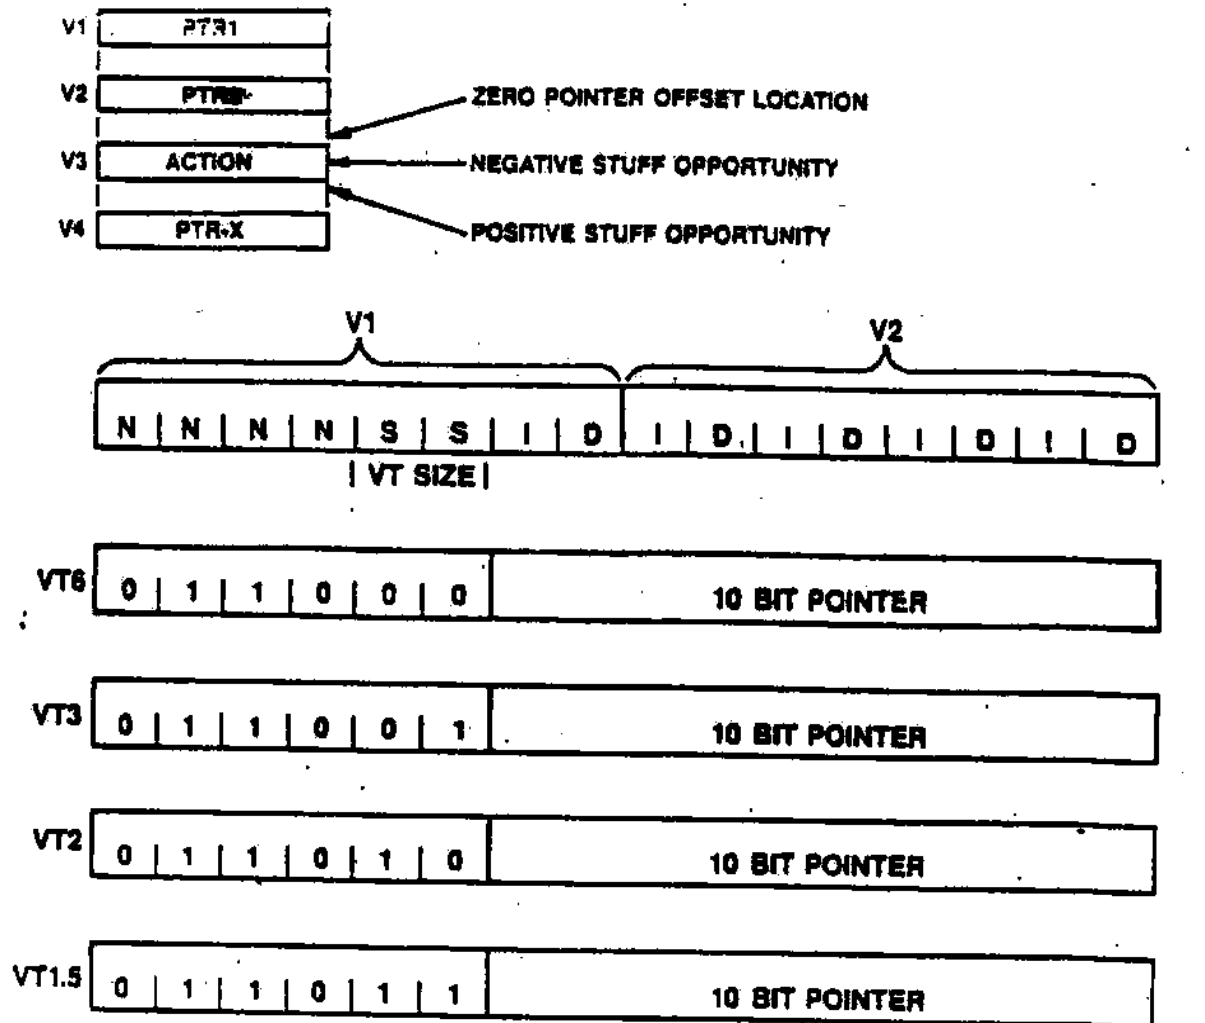 V1 PTR1
V2
ZERO POINTER OFFSET LOCATION
V3 ACTION
NEGATIVE STUFF OPPORTUNITY
V4 PTR-X
POSITIVE STUFF OPPORTUNITY
V1 V2
N | N | N | N | S | S | I | D | I | D | I | D | I | D | I | D
| VT SIZE |
VT6 0 | 1 | 1 | 0 | 0 | 0 10 BIT POINTER
VT3 0 | 1 | 1 | 0 | 0 | 1 10 BIT POINTER
VT2 0 | 1 | 1 | 0 | 1 | 0 10 BIT POINTER
VT1.5 0 | 1 | 1 | 0 | 1 | 1 10 BIT POINTER